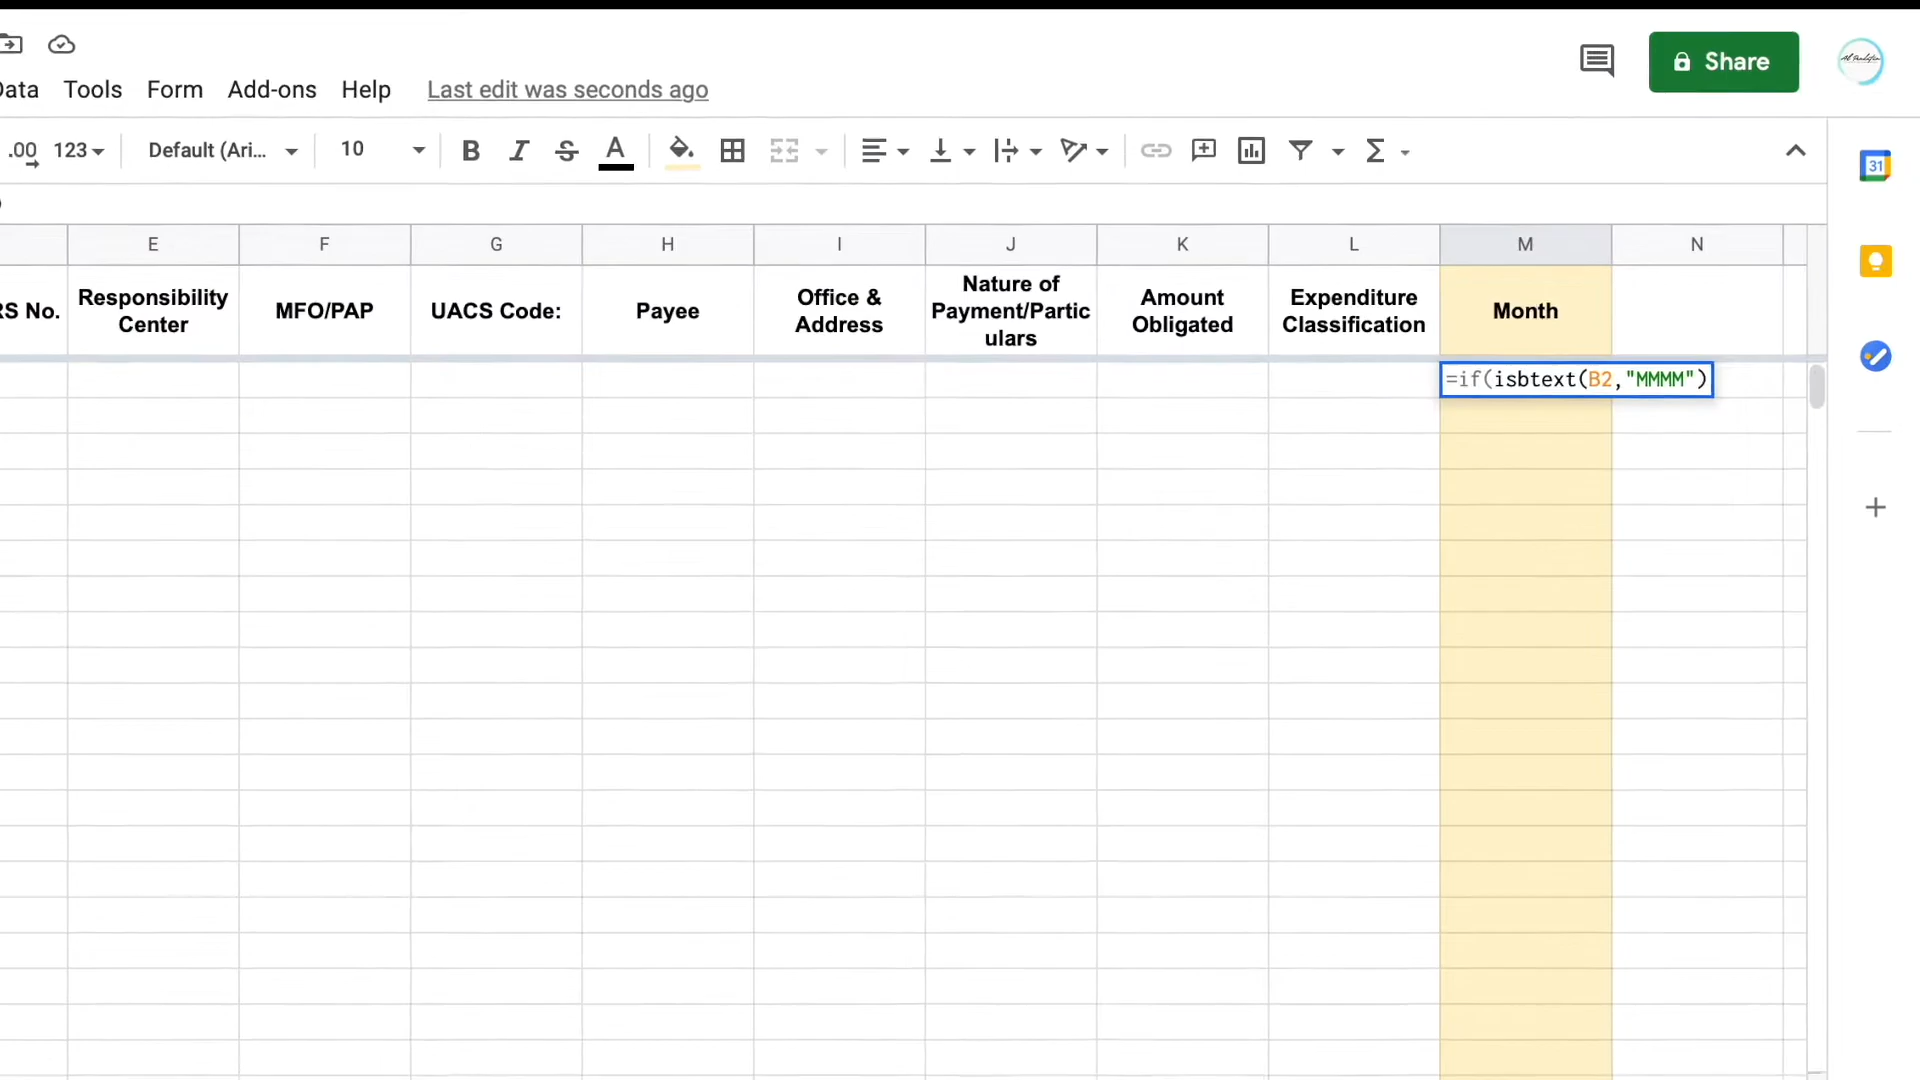 Data Tools Form Add-ons Help Last edit was seconds ago
Share
.00 123 Default (Ari... 10 B I S A
31
E F G H I J K L M N
RS No.
Responsibility
Center
MFO/PAP
UACS Code:
Payee
Office &
Address
Nature of
Payment/Partic
ulars
Amount
Obligated
Expenditure
Classification
Month
=if(isbtext(B2,"MMMM")